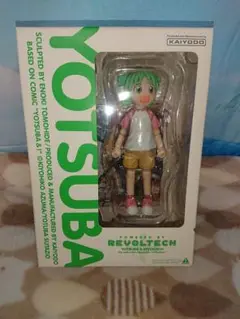 YOTSUBA
SCULPTED BY ENOKI TOMOHIDE / PRODUCED & MANUFACTURED BY KAIYODO
BASED ON COMIC "YOTSUBA & !" ©KIYOHIKO AZUMA/YOTUBA SUTAZIO
KAIYODO
POWERED BY
REVOLTECH